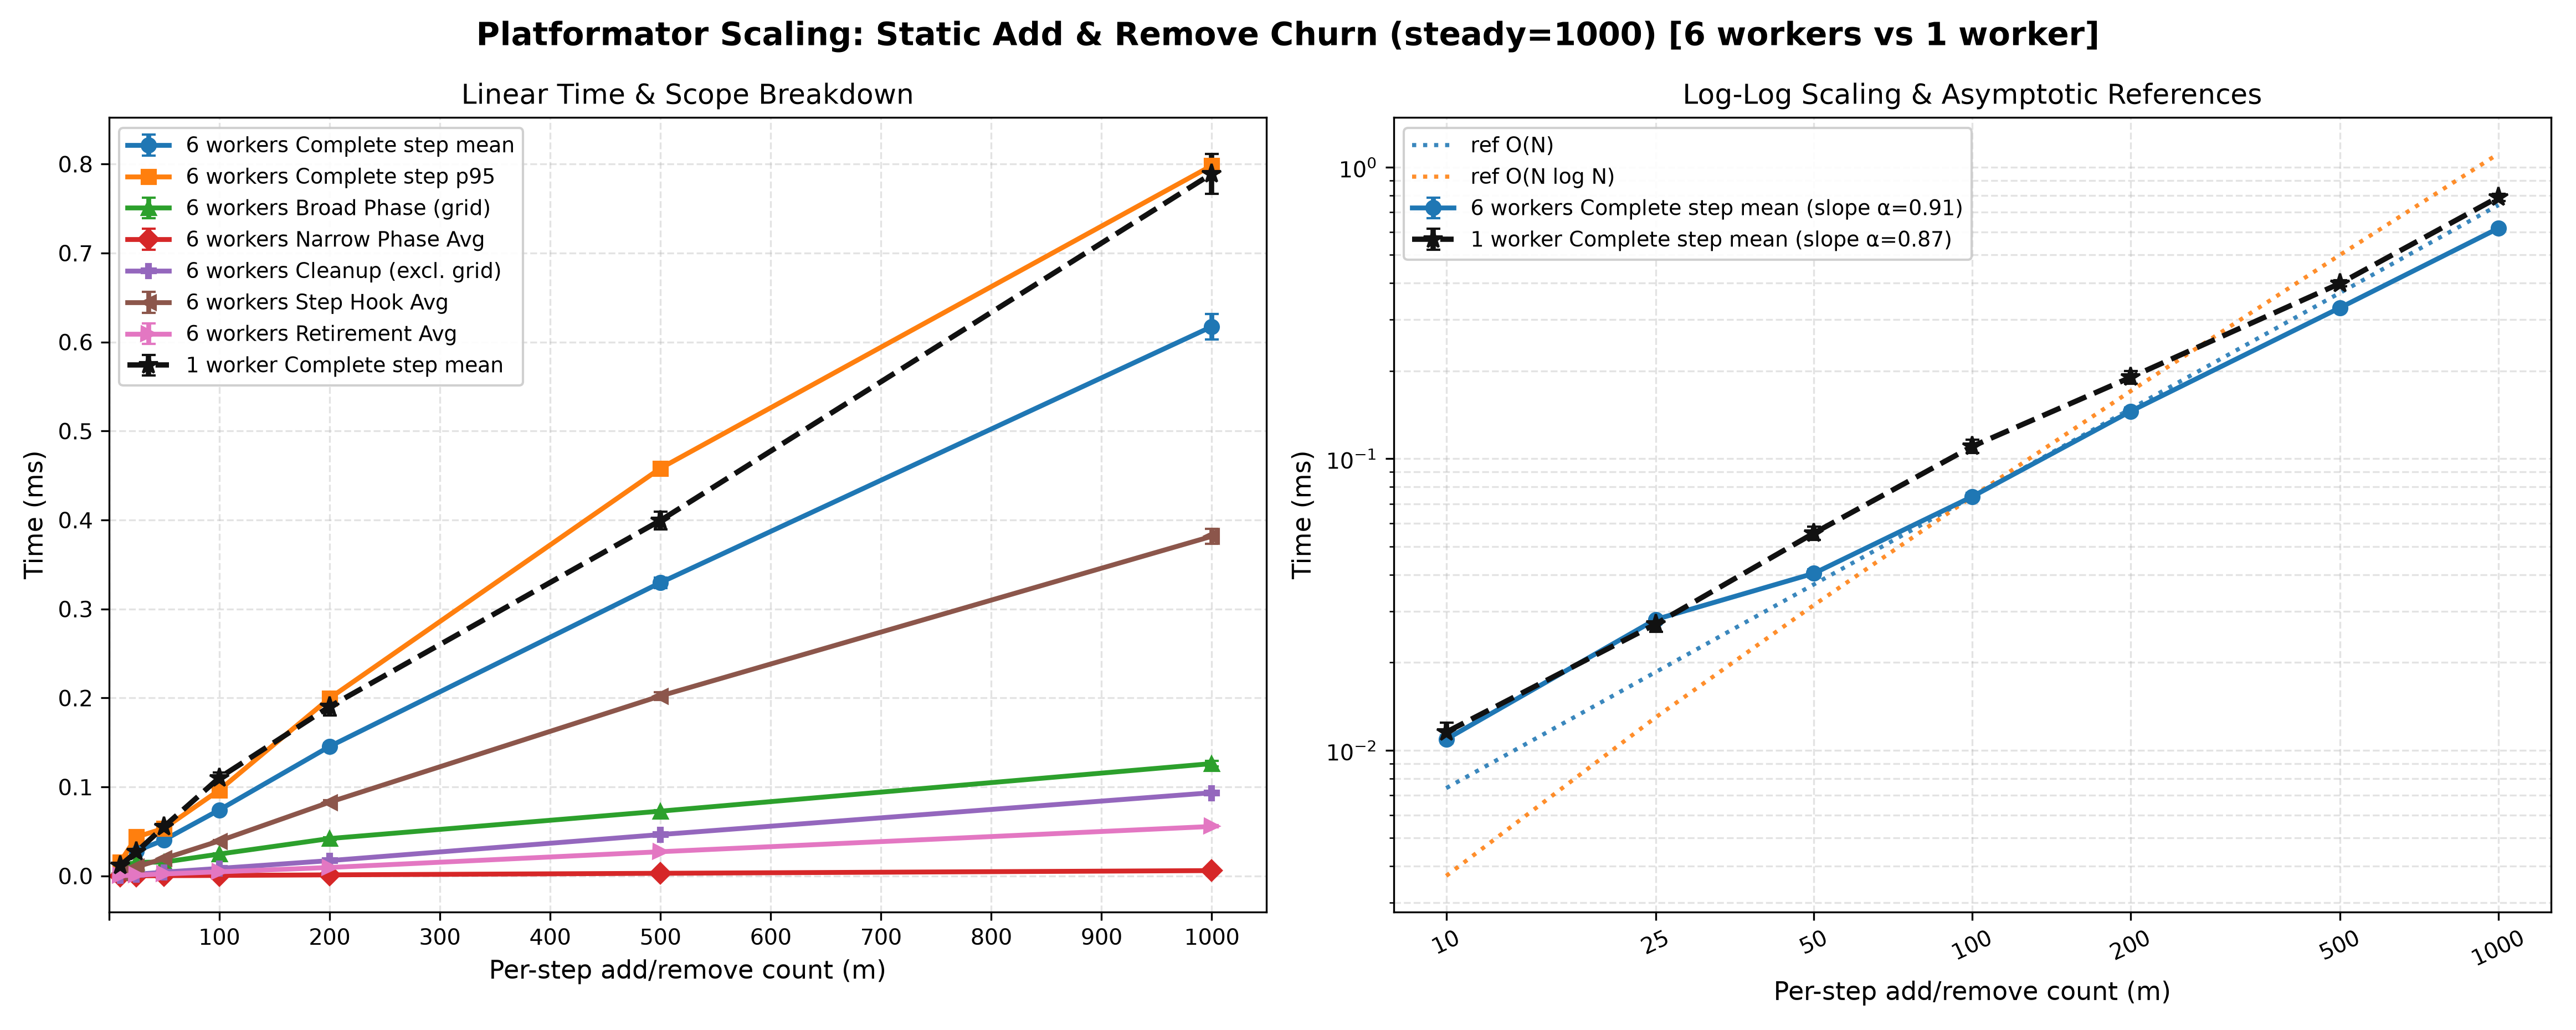 Platformator Scaling: Static Add & Remove Churn (steady=1000) [6 workers vs 1 worker]
Linear Time & Scope Breakdown
6 workers Complete step mean
6 workers Complete step p95
6 workers Broad Phase (grid)
6 workers Narrow Phase Avg
6 workers Cleanup (excl. grid)
6 workers Step Hook Avg
6 workers Retirement Avg
1 worker Complete step mean
Time (ms)
0.8
0.7
0.6
0.5
0.4
0.3
0.2
0.1
0.0
100 200 300 400 500 600 700 800 900 1000
Per-step add/remove count (m)
Log-Log Scaling & Asymptotic References
ref O(N)
ref O(N log N)
6 workers Complete step mean (slope α=0.91)
1 worker Complete step mean (slope α=0.87)
Time (ms)
10⁰
10⁻¹
10⁻²
10 25 50 100 200 500 1000
Per-step add/remove count (m)